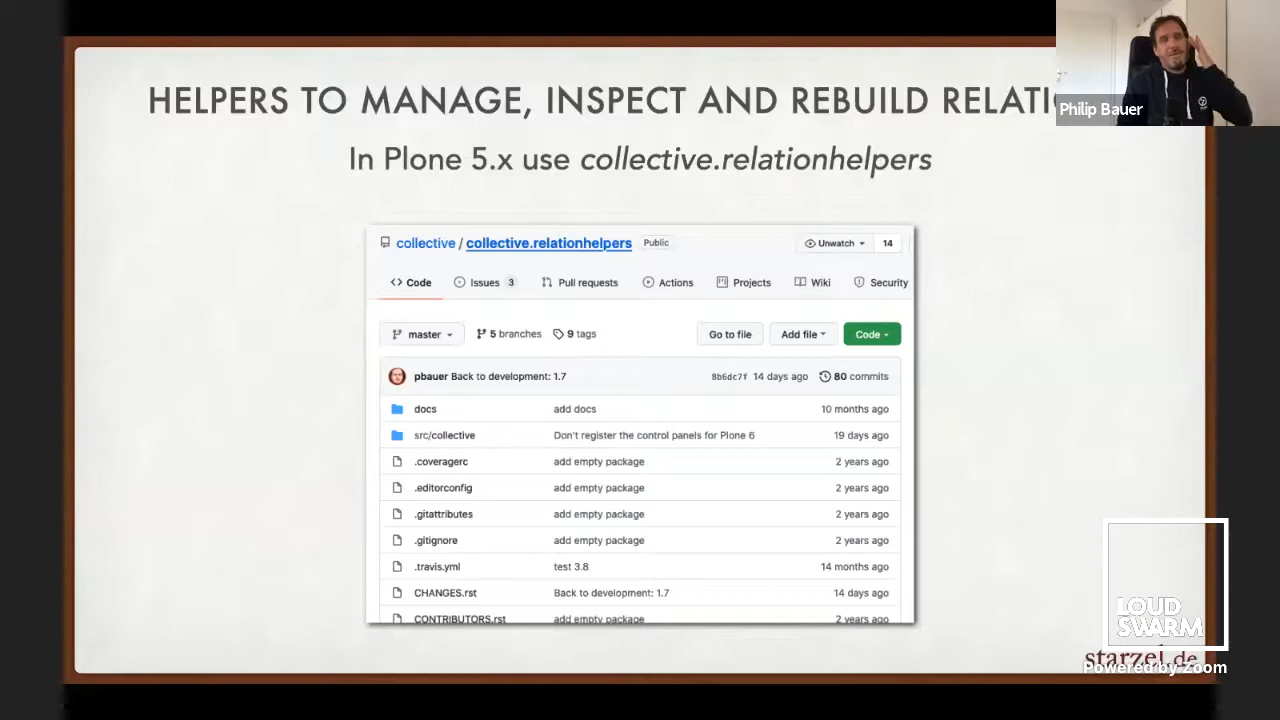 HELPERS TO MANAGE, INSPECT AND REBUILD RELATIO
Philip Bauer
In Plone 5.x use collective.relationhelpers
collective / collective.relationhelpers Public Unwatch 14
Code Issues 3 Pull requests Actions Projects Wiki Security
master 5 branches 9 tags Go to file Add file Code
pbauer Back to development: 1.7 8b6dc7f 14 days ago 80 commits
docs add docs 10 months ago
src/collective Don't register the control panels for Plone 6 19 days ago
.coveragerc add empty package 2 years ago
.editorconfig add empty package 2 years ago
.gitattributes add empty package 2 years ago
.gitignore add empty package 2 years ago
.travis.yml test 3.8 14 months ago
CHANGES.rst Back to development: 1.7 14 days ago
CONTRIBUTORS.rst add empty package 2 years ago
LOUD
SWARM
starzel.de
Powered by Zoom